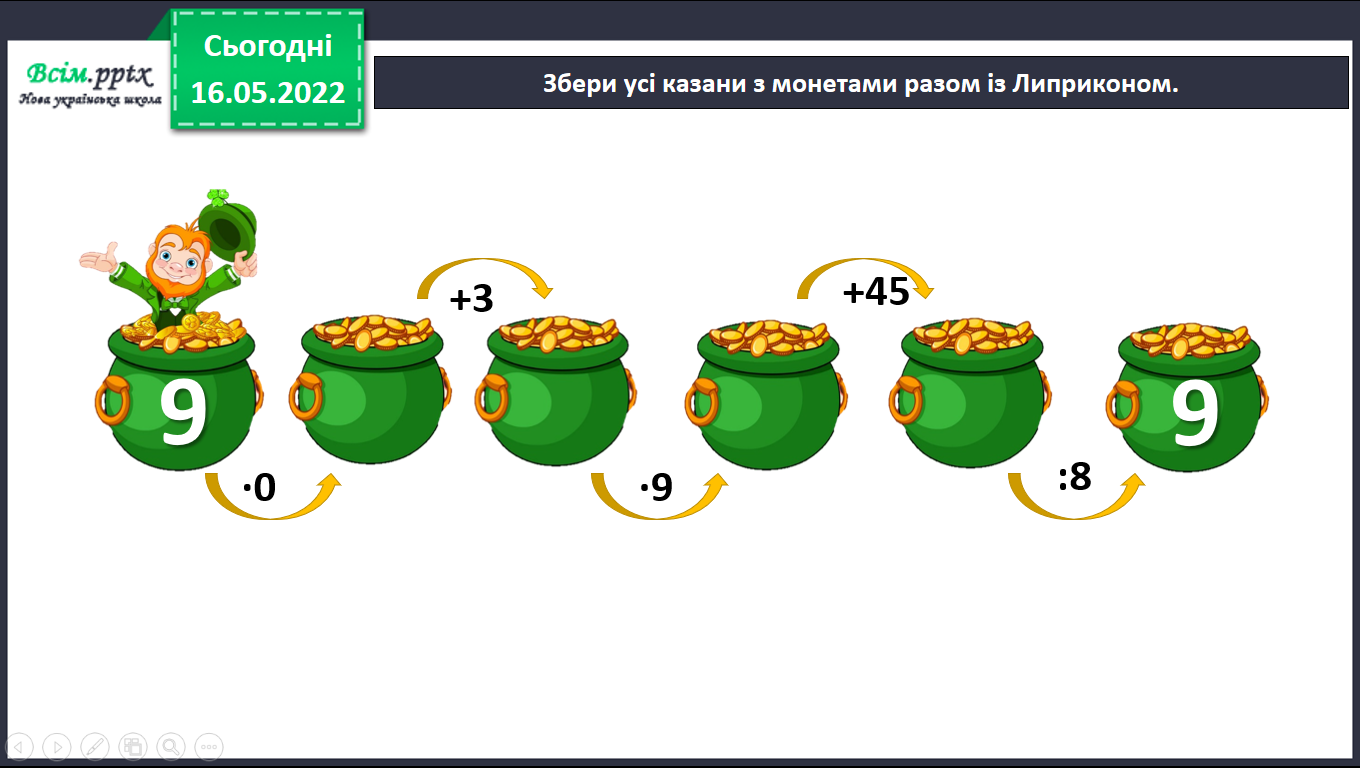 Всім.pptx
Нова українська школа
Сьогодні
16.05.2022
Збери усі казани з монетами разом із Липриконом.
+3
+45
9
9
·0
·9
:8